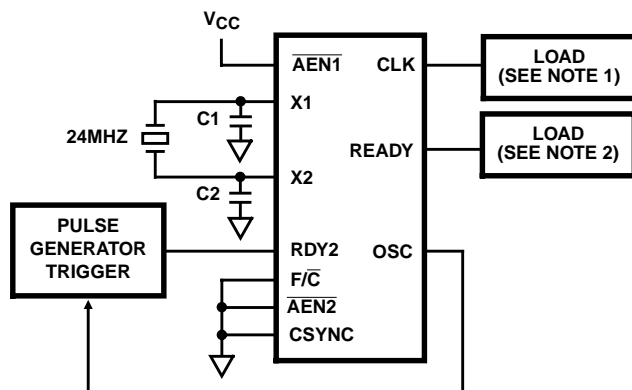 VCC
AEN1
CLK
LOAD
(SEE NOTE 1)
X1
C1
24MHZ
READY
LOAD
(SEE NOTE 2)
X2
C2
PULSE
GENERATOR
TRIGGER
RDY2
OSC
F/C
AEN2
CSYNC